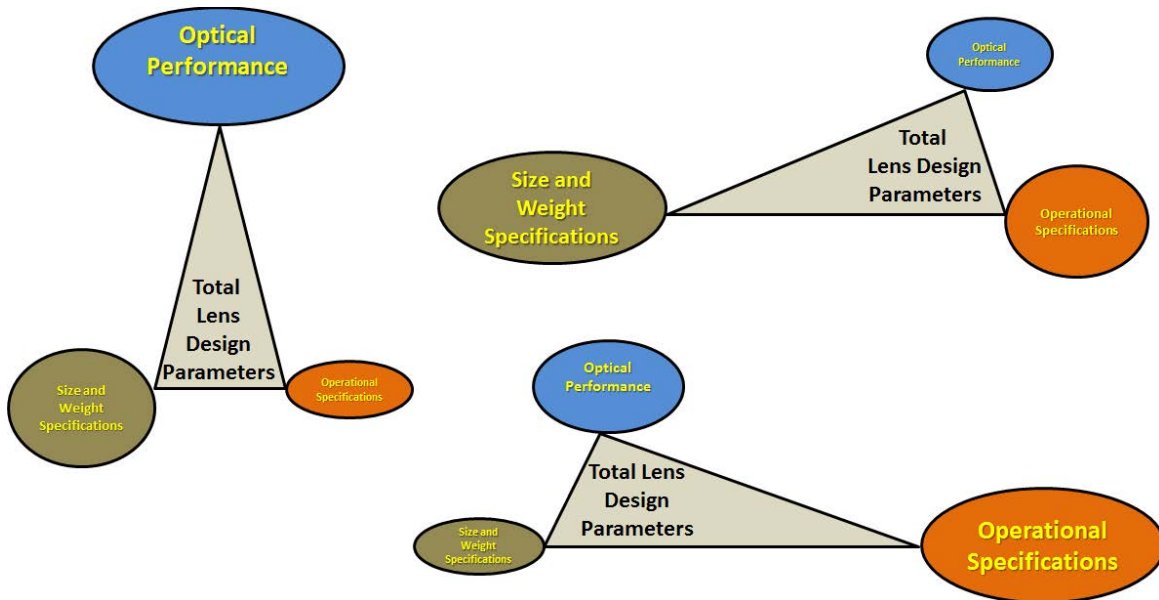 Optical
Performance
Total
Lens
Design
Parameters
Size and
Weight
Specifications
Operational
Specifications
Optical
Performance
Total
Lens Design
Parameters
Size and
Weight
Specifications
Operational
Specifications
Optical
Performance
Total Lens
Design
Parameters
Size and
Weight
Specifications
Operational
Specifications